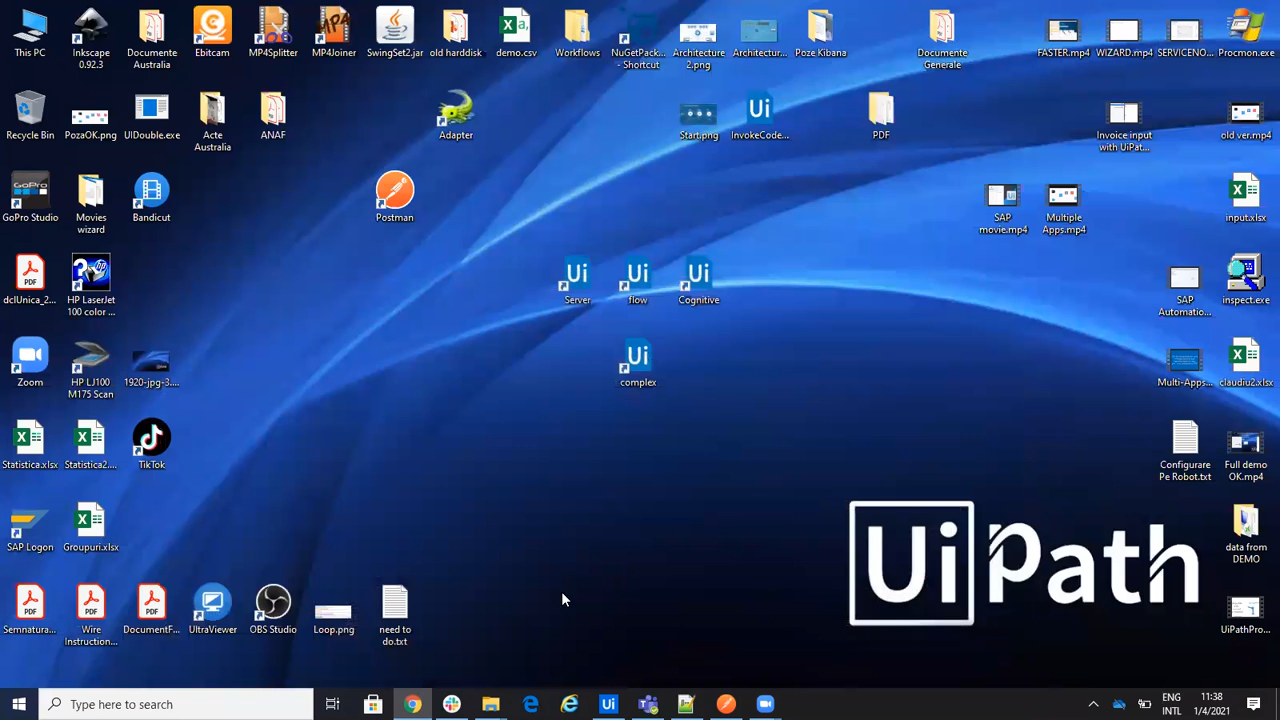 This PC
Inkscape 0.92.3
Documente Australia
Ebitcam
MP4Splitter
MP4Joiner
SwingSet2.jar
old harddisk
demo.csv
Workflows
NuGetPack... - Shortcut
Architecture 2.png
Architectur...
Poze Kibana
Documente Generale
FASTER.mp4
WIZARD.mp4
SERVICENO...
Procmon.exe
Recycle Bin
PozaOK.png
UIDouble.exe
Acte Australia
ANAF
Adapter
Start.png
InvokeCode...
PDF
Invoice input with UiPat...
old ver.mp4
GoPro Studio
Movies wizard
Bandicut
Postman
SAP movie.mp4
Multiple Apps.mp4
input.xlsx
dclUnica_2...
HP LaserJet 100 color ...
Server
flow
Cognitive
SAP Automatio...
inspect.exe
Zoom
HP LJ100 M175 Scan
1920-jpg-3....
complex
Multi-Apps...
claudiu2.xlsx
Statistica.xlsx
Statistica2....
TikTok
Configurare Pe Robot.txt
Full demo OK.mp4
SAP Logon
Groupuri.xlsx
UiPath
data from DEMO
Semnatura...
Wire Instruction...
DocumentF...
UltraViewer
OBS Studio
Loop.png
need to do.txt
UiPathPro...
Type here to search
ENG
INTL
11:38
1/4/2021